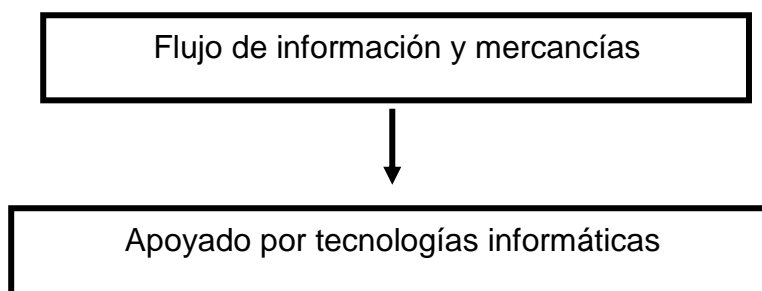 Flujo de información y mercancías
Apoyado por tecnologías informáticas